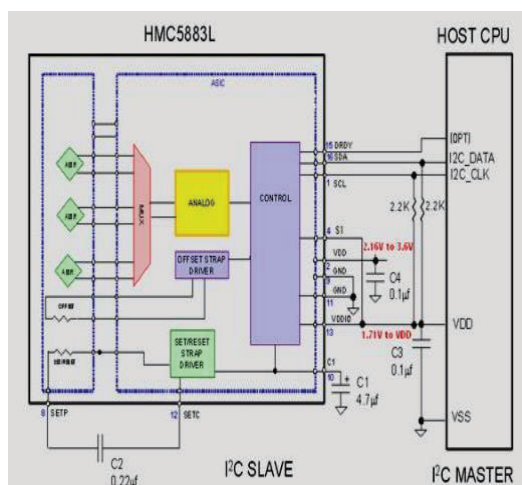 HMC5883L
HOST CPU
ASIC
15 DRDY
(OPT)
16 SDA
I2C_DATA
1 SCL
I2C_CLK
MUX
ANALOG
CONTROL
2.2K
2.2K
4 S1
2.16V to 3.6V
VDD
2
GND
9
C4
0.1µf
OFFSET STRAP
DRIVER
GND
11
OFFSET
VDDIO
13
1.71V to VDD
VDD
SET/RESET
STRAP
DRIVER
C3
0.1µf
C1
10
C1
4.7µf
8 SETP
12 SETC
VSS
C2
0.22µf
I²C SLAVE
I²C MASTER